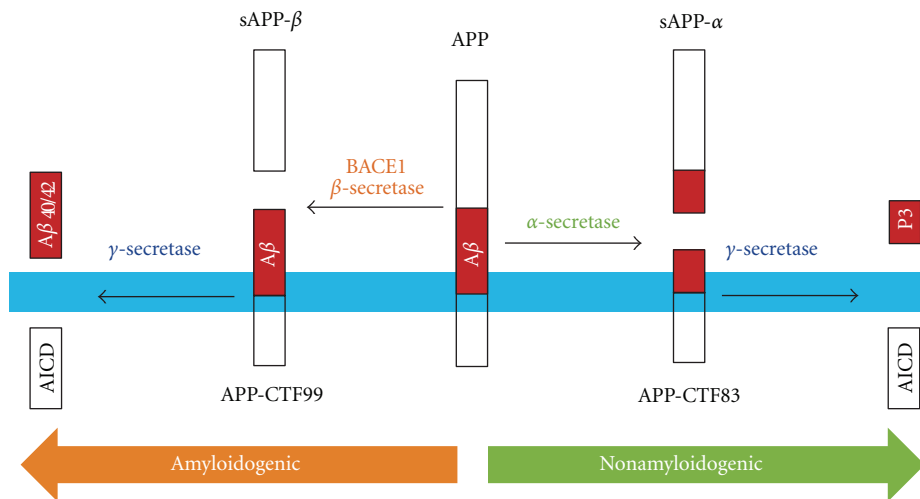 sAPP-β
APP
sAPP-α
BACE1
β-secretase
α-secretase
Aβ 40/42
γ-secretase
Aβ
Aβ
γ-secretase
P3
AICD
APP-CTF99
APP-CTF83
AICD
Amyloidogenic
Nonamyloidogenic